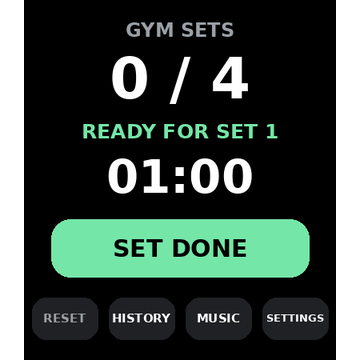 GYM SETS
0 / 4
READY FOR SET 1
01:00
SET DONE
RESET HISTORY MUSIC SETTINGS